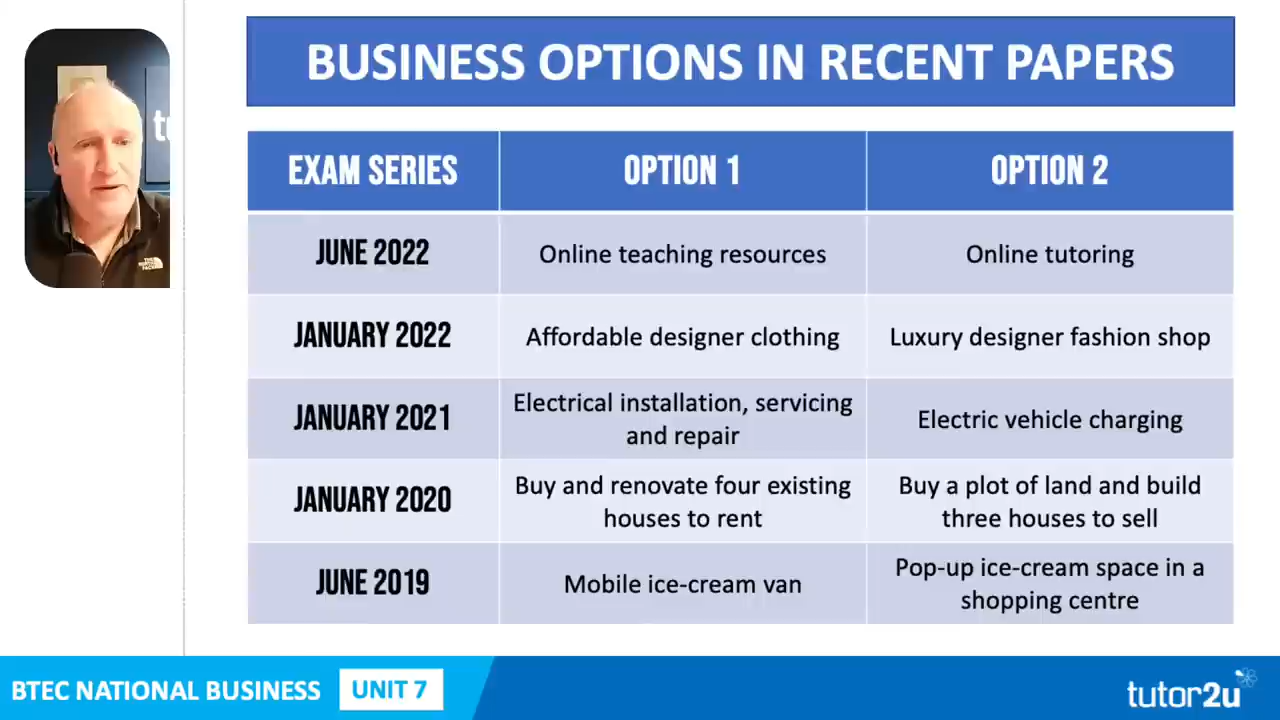 BUSINESS OPTIONS IN RECENT PAPERS
EXAM SERIES
OPTION 1
OPTION 2
JUNE 2022
Online teaching resources
Online tutoring
JANUARY 2022
Affordable designer clothing
Luxury designer fashion shop
JANUARY 2021
Electrical installation, servicing
and repair
Electric vehicle charging
JANUARY 2020
Buy and renovate four existing
houses to rent
Buy a plot of land and build
three houses to sell
JUNE 2019
Mobile ice-cream van
Pop-up ice-cream space in a
shopping centre
BTEC NATIONAL BUSINESS
UNIT 7
tutor2u
tu
THE
NORTH
FACE